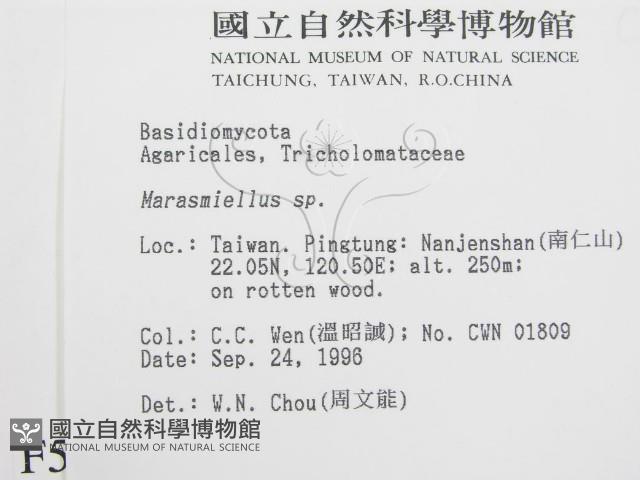 國立自然科學博物館
NATIONAL MUSEUM OF NATURAL SCIENCE
TAICHUNG, TAIWAN, R.O.CHINA
Basidiomycota
Agaricales, Tricholomataceae
Marasmiellus sp.
Loc.: Taiwan. Pingtung: Nanjenshan(南仁山)
22.05N, 120.50E; alt. 250m;
on rotten wood.
Col.: C.C. Wen(溫昭誠); No. CWN 01809
Date: Sep. 24, 1996
Det.: W.N. Chou(周文能)
國立自然科學博物館
NATIONAL MUSEUM OF NATURAL SCIENCE
F5